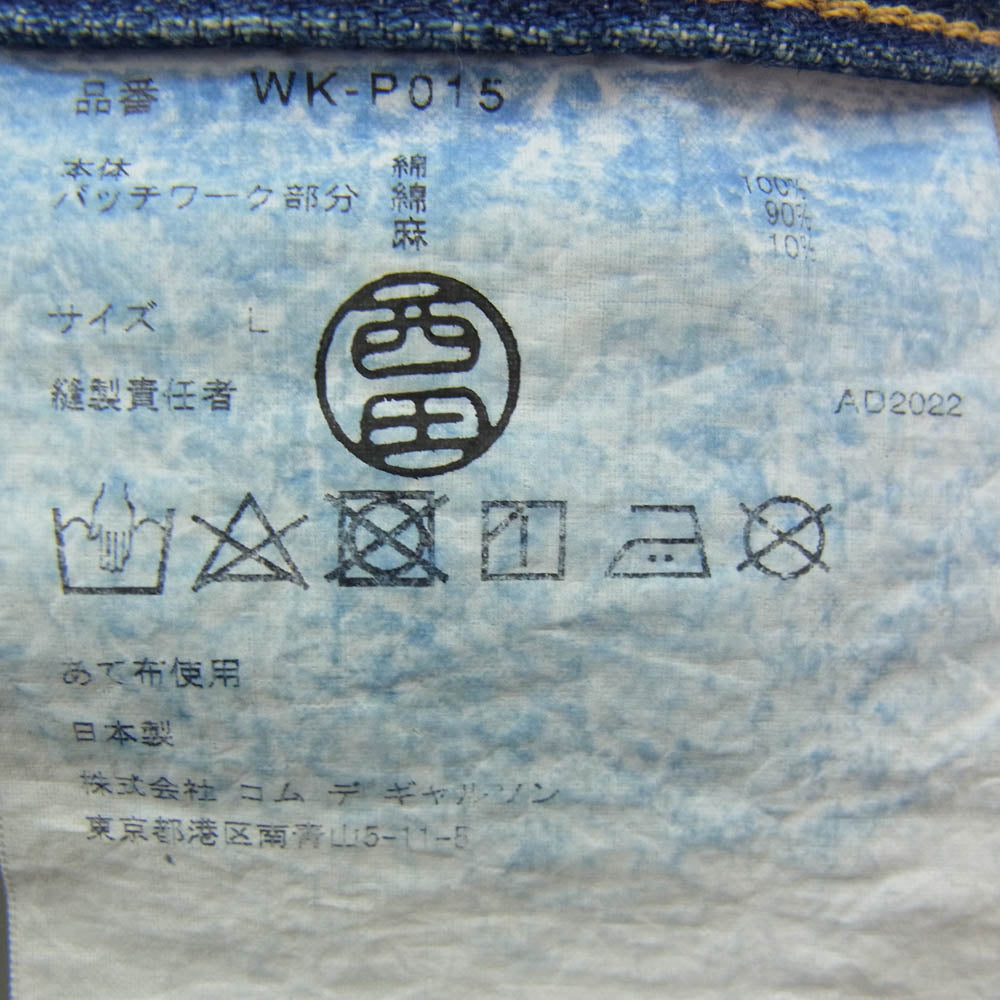 品番 WK-P015
本体 綿 100%
パッチワーク部分 綿 90%
麻 10%
サイズ L
縫製責任者 西田 AD2022
あて布使用
日本製
株式会社 コム デ ギャルソン
東京都港区南青山5-11-5